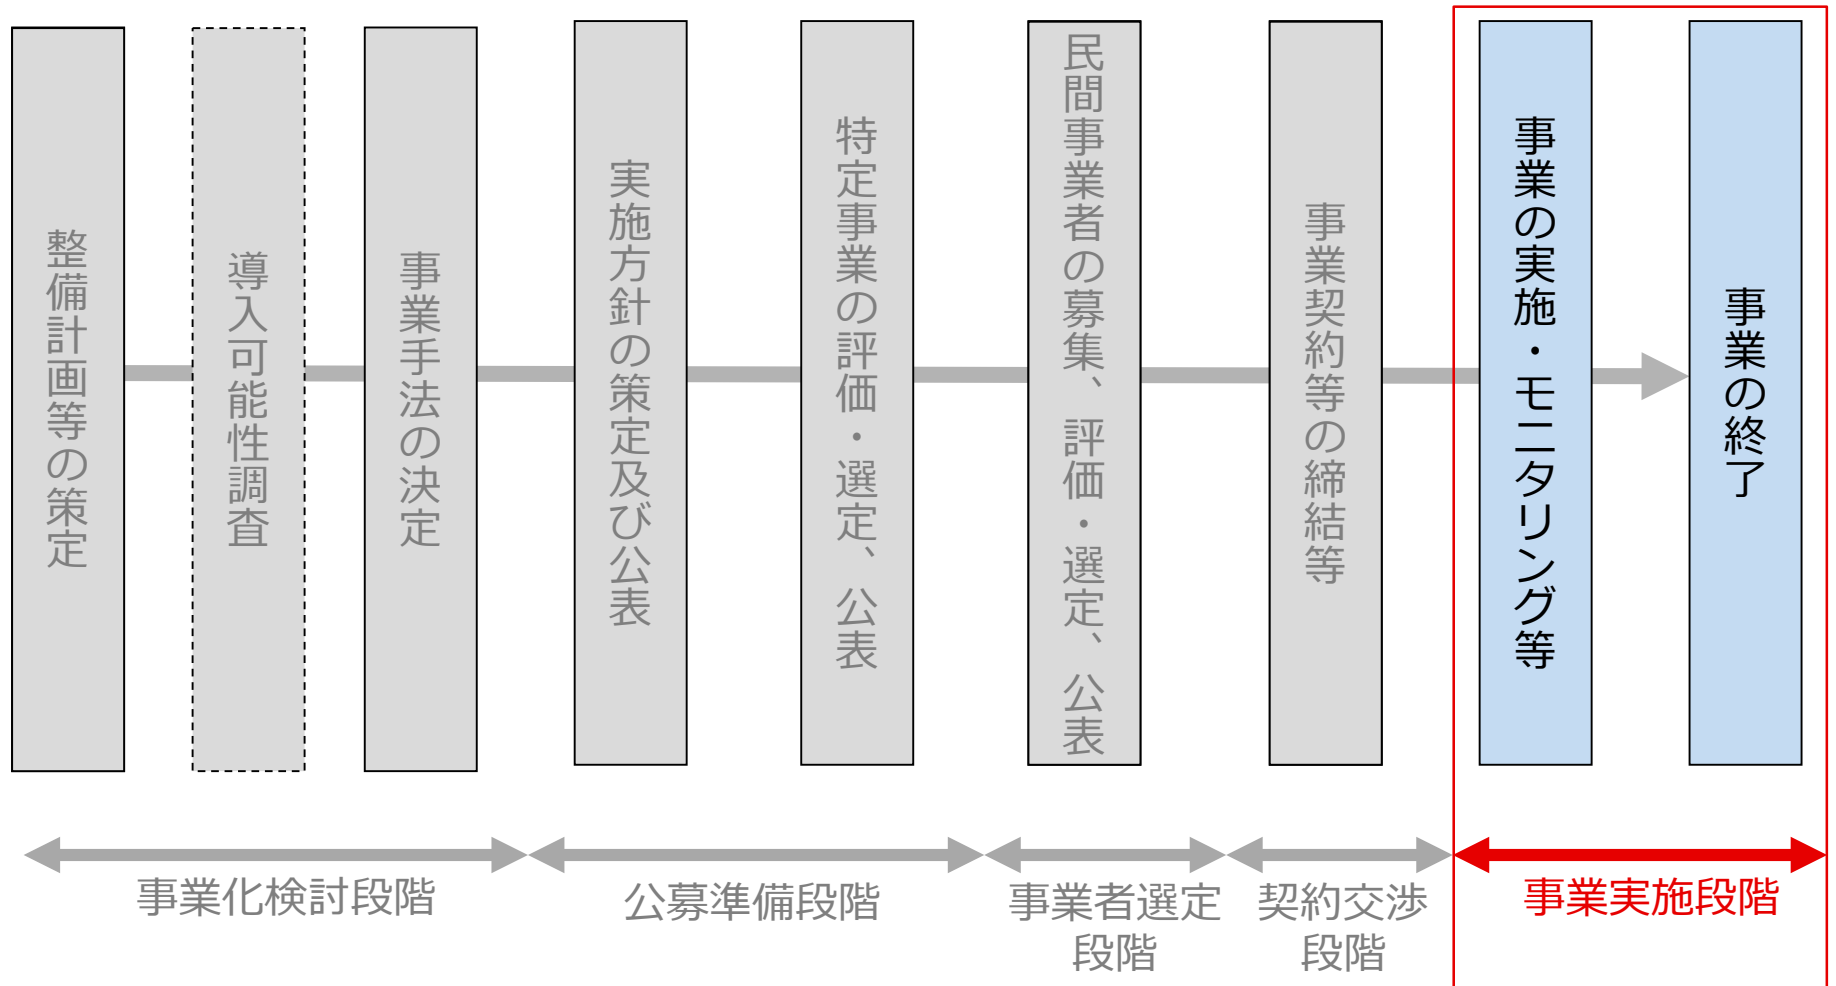 整備計画等の策定
導入可能性調査
事業手法の決定
実施方針の策定及び公表
特定事業の評価・選定、公表
民間事業者の募集、評価・選定、公表
事業契約等の締結等
事業の実施・モニタリング等
事業の終了
事業化検討段階
公募準備段階
事業者選定
段階
契約交渉
段階
事業実施段階